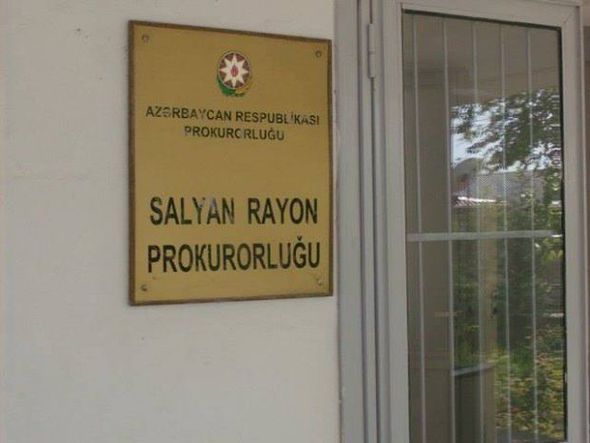 AZƏRBAYCAN RESPUBLİKASI
PROKURORLUĞU
SALYAN RAYON
PROKURORLUĞU